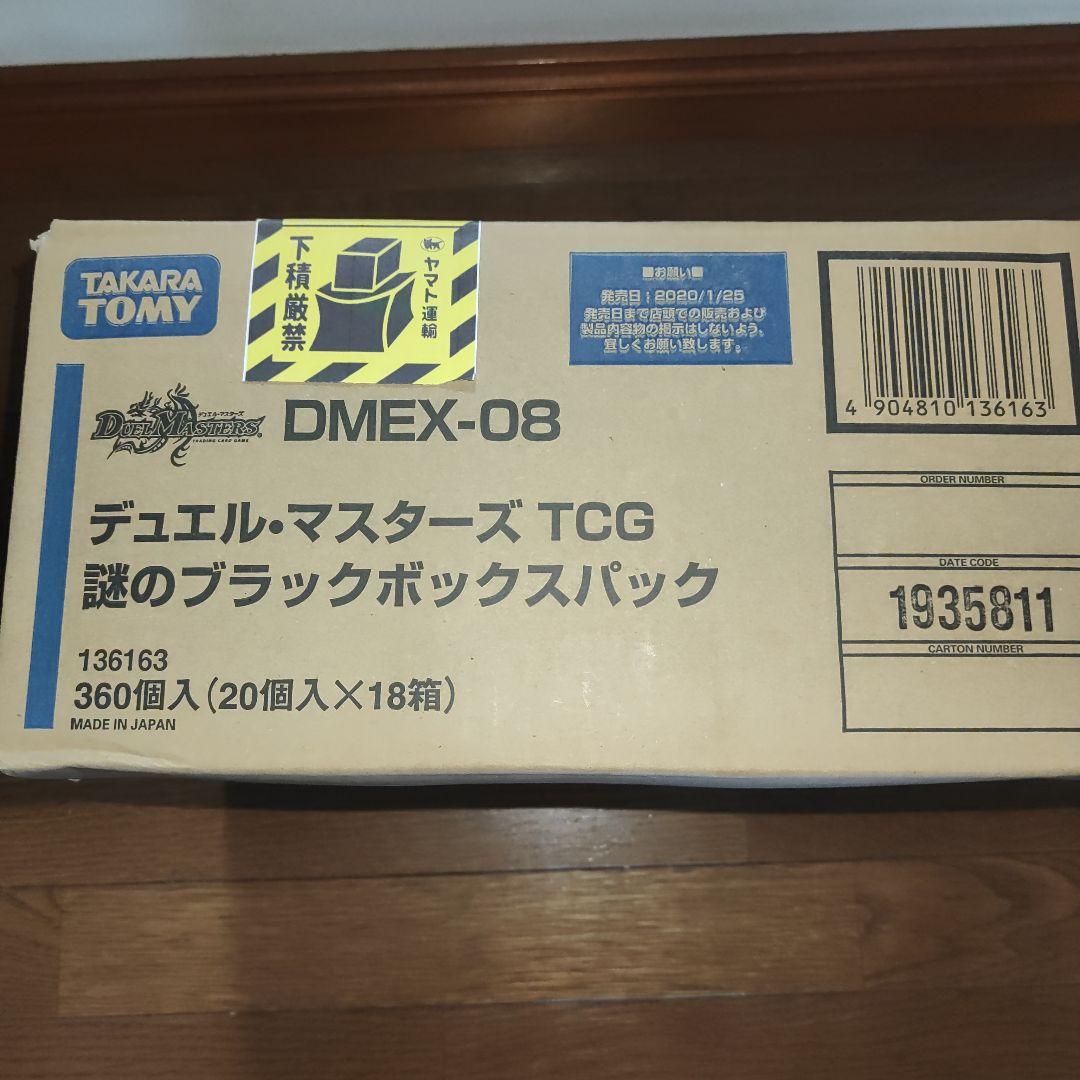 TAKARA
TOMY
下積厳禁
ヤマト運輸
■お願い■
発売日:2020/1/25
発売日まで店頭での販売および
製品内容物の掲示はしないよう、
宜しくお願い致します。
4 904810 136163
デュエル・マスターズ
DUEL MASTERS
TRADING CARD GAME
DMEX-08
デュエル・マスターズ TCG
謎のブラックボックスパック
136163
360個入(20個入×18箱)
MADE IN JAPAN
ORDER NUMBER
DATE CODE
1935811
CARTON NUMBER